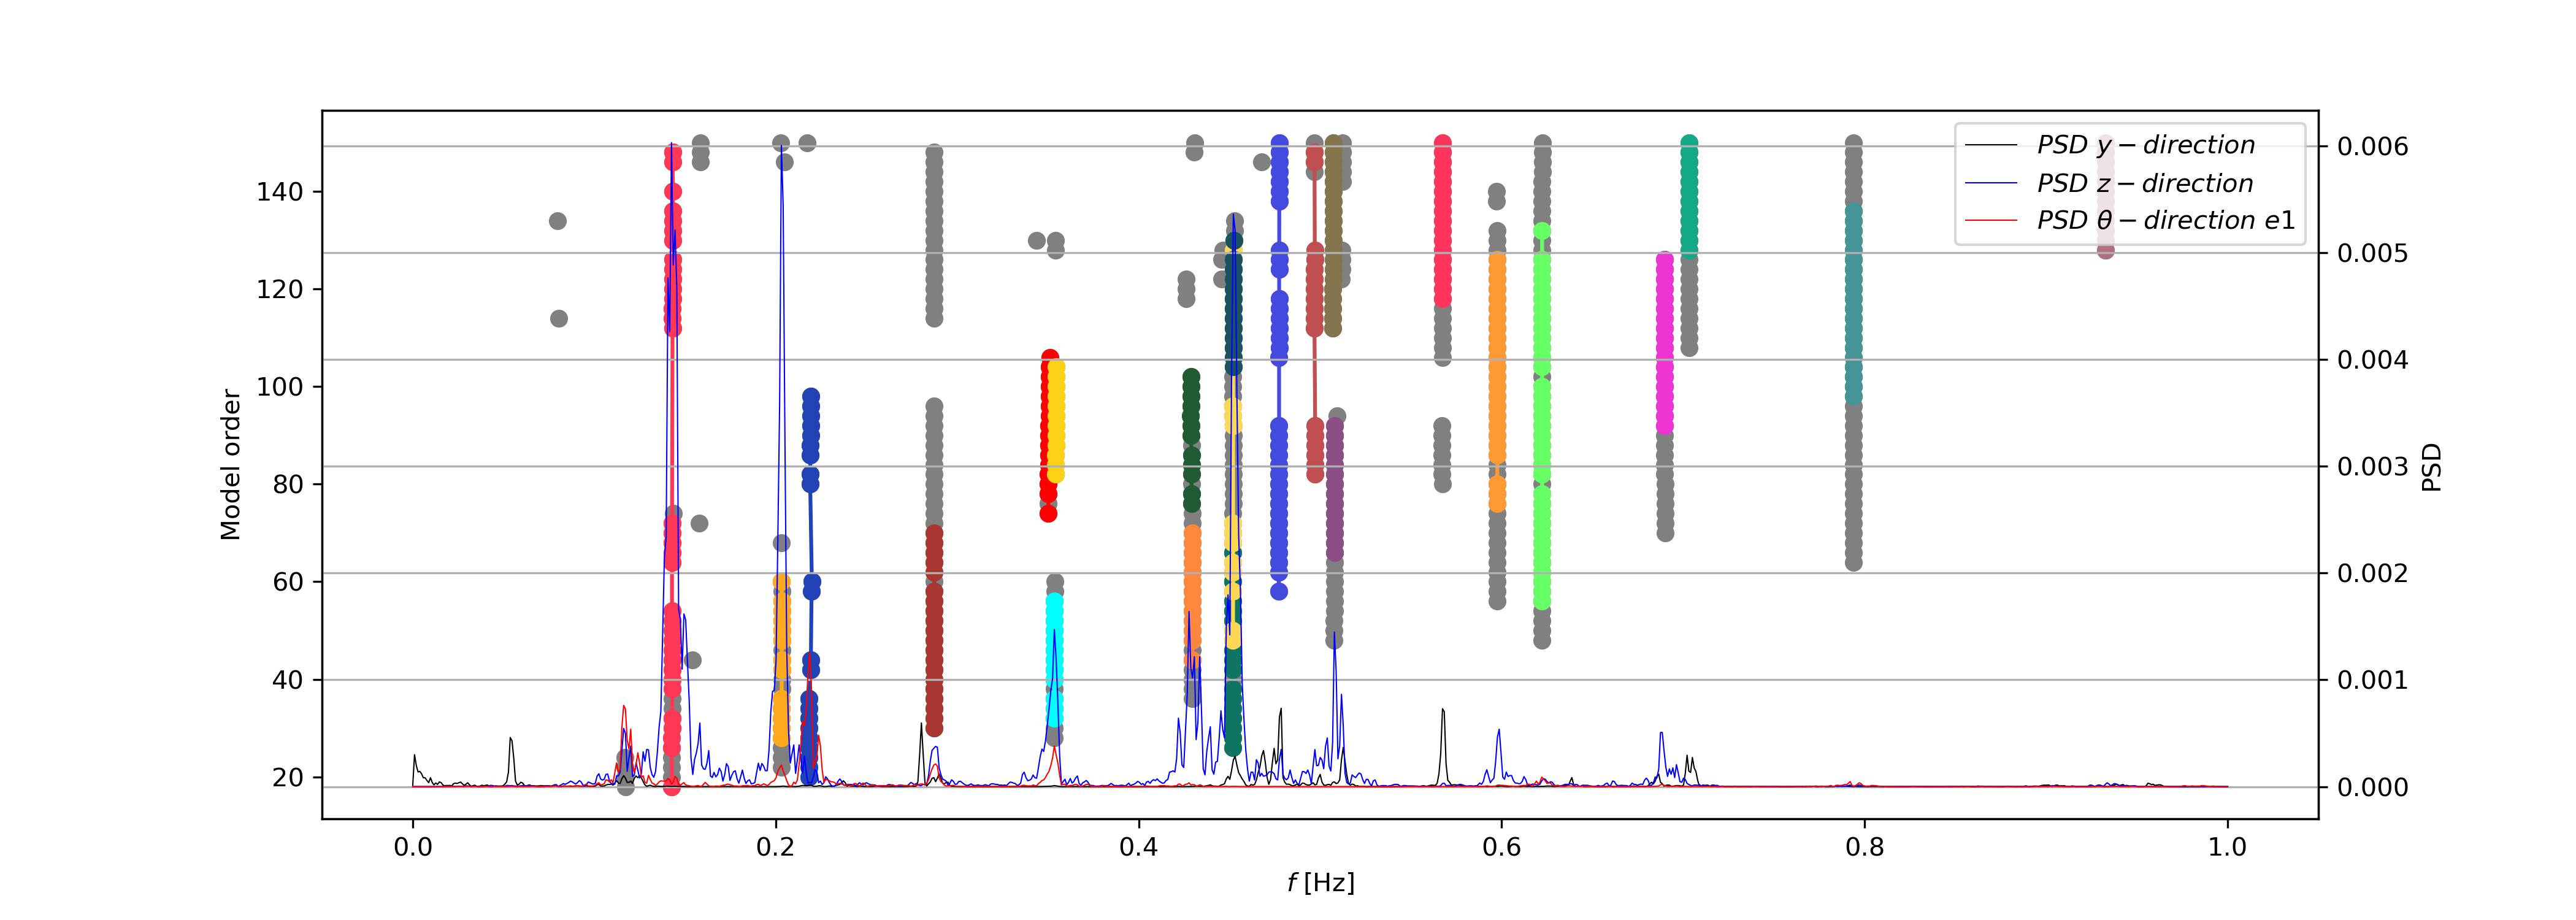 PSD y − direction
PSD z − direction
PSD θ − direction e1
140
120
100
80
60
40
20
Model order
0.006
0.005
0.004
0.003
0.002
0.001
0.000
PSD
0.0 0.2 0.4 0.6 0.8 1.0
f [Hz]